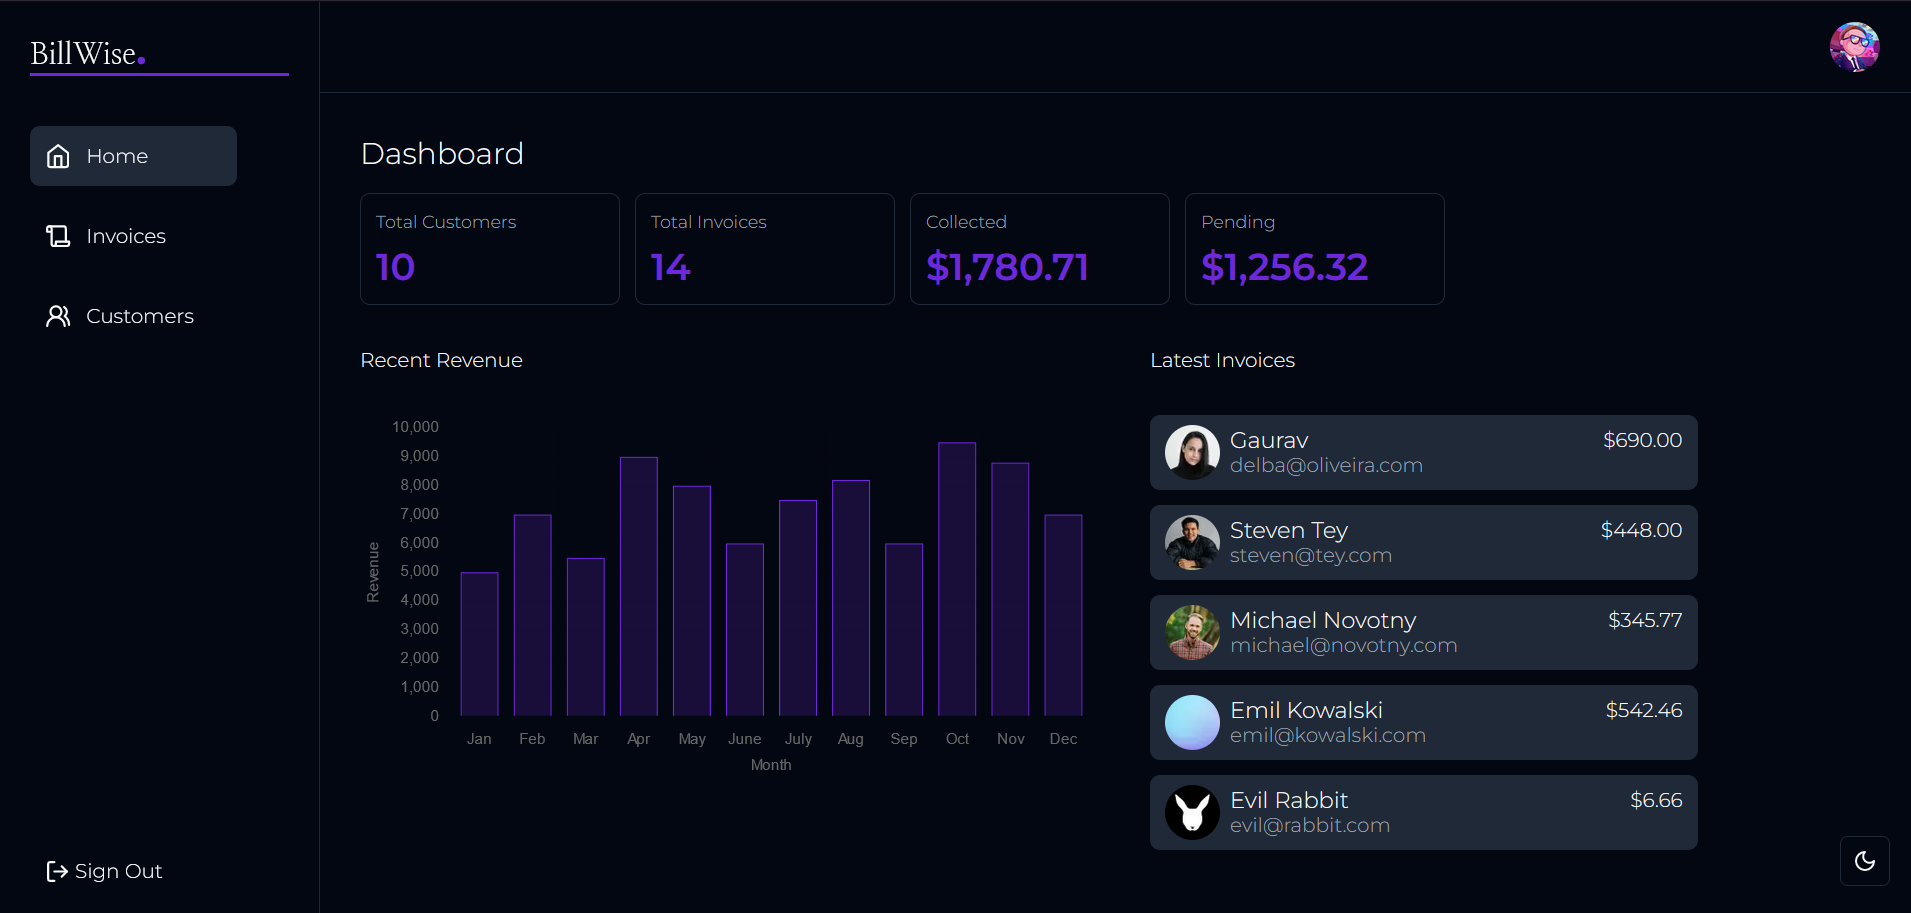 BillWise.
Home
Invoices
Customers
Sign Out
Dashboard
Total Customers
10
Total Invoices
14
Collected
$1,780.71
Pending
$1,256.32
Recent Revenue
10,000
9,000
8,000
7,000
6,000
5,000
4,000
3,000
2,000
1,000
0
Revenue
Jan Feb Mar Apr May June July Aug Sep Oct Nov Dec
Month
Latest Invoices
Gaurav $690.00
delba@oliveira.com
Steven Tey $448.00
steven@tey.com
Michael Novotny $345.77
michael@novotny.com
Emil Kowalski $542.46
emil@kowalski.com
Evil Rabbit $6.66
evil@rabbit.com